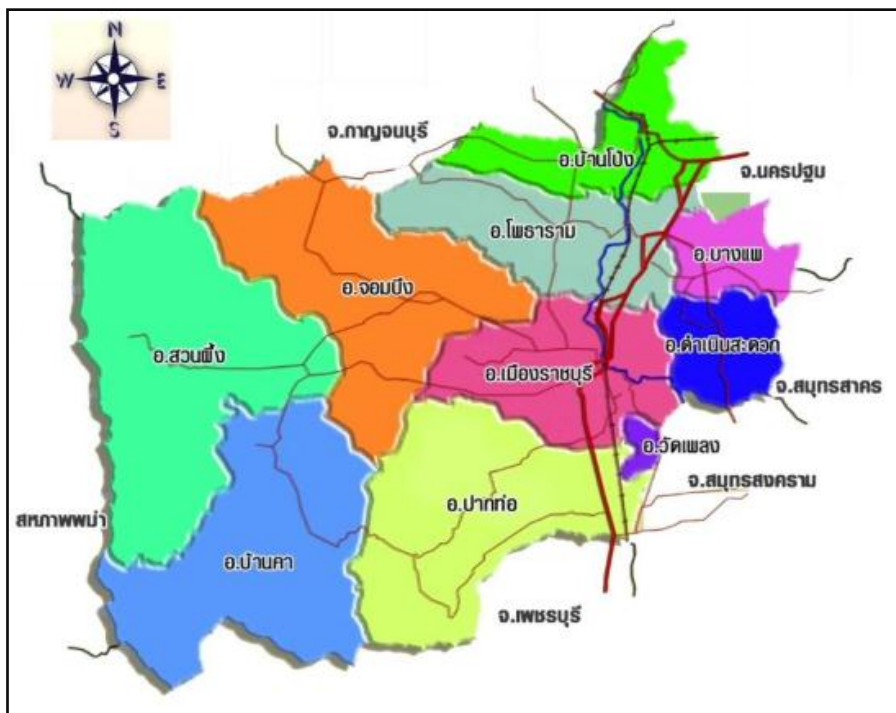 N
W E
S
จ.กาญจนบุรี
อ.บ้านโป่ง
จ.นครปฐม
อ.โพธาราม
อ.บางแพ
อ.จอมบึง
อ.สวนผึ้ง
อ.เมืองราชบุรี
อ.ดำเนินสะดวก
จ.สมุทรสาคร
อ.วัดเพลง
จ.สมุทรสงคราม
อ.ปากท่อ
สหภาพพม่า
อ.บ้านคา
จ.เพชรบุรี